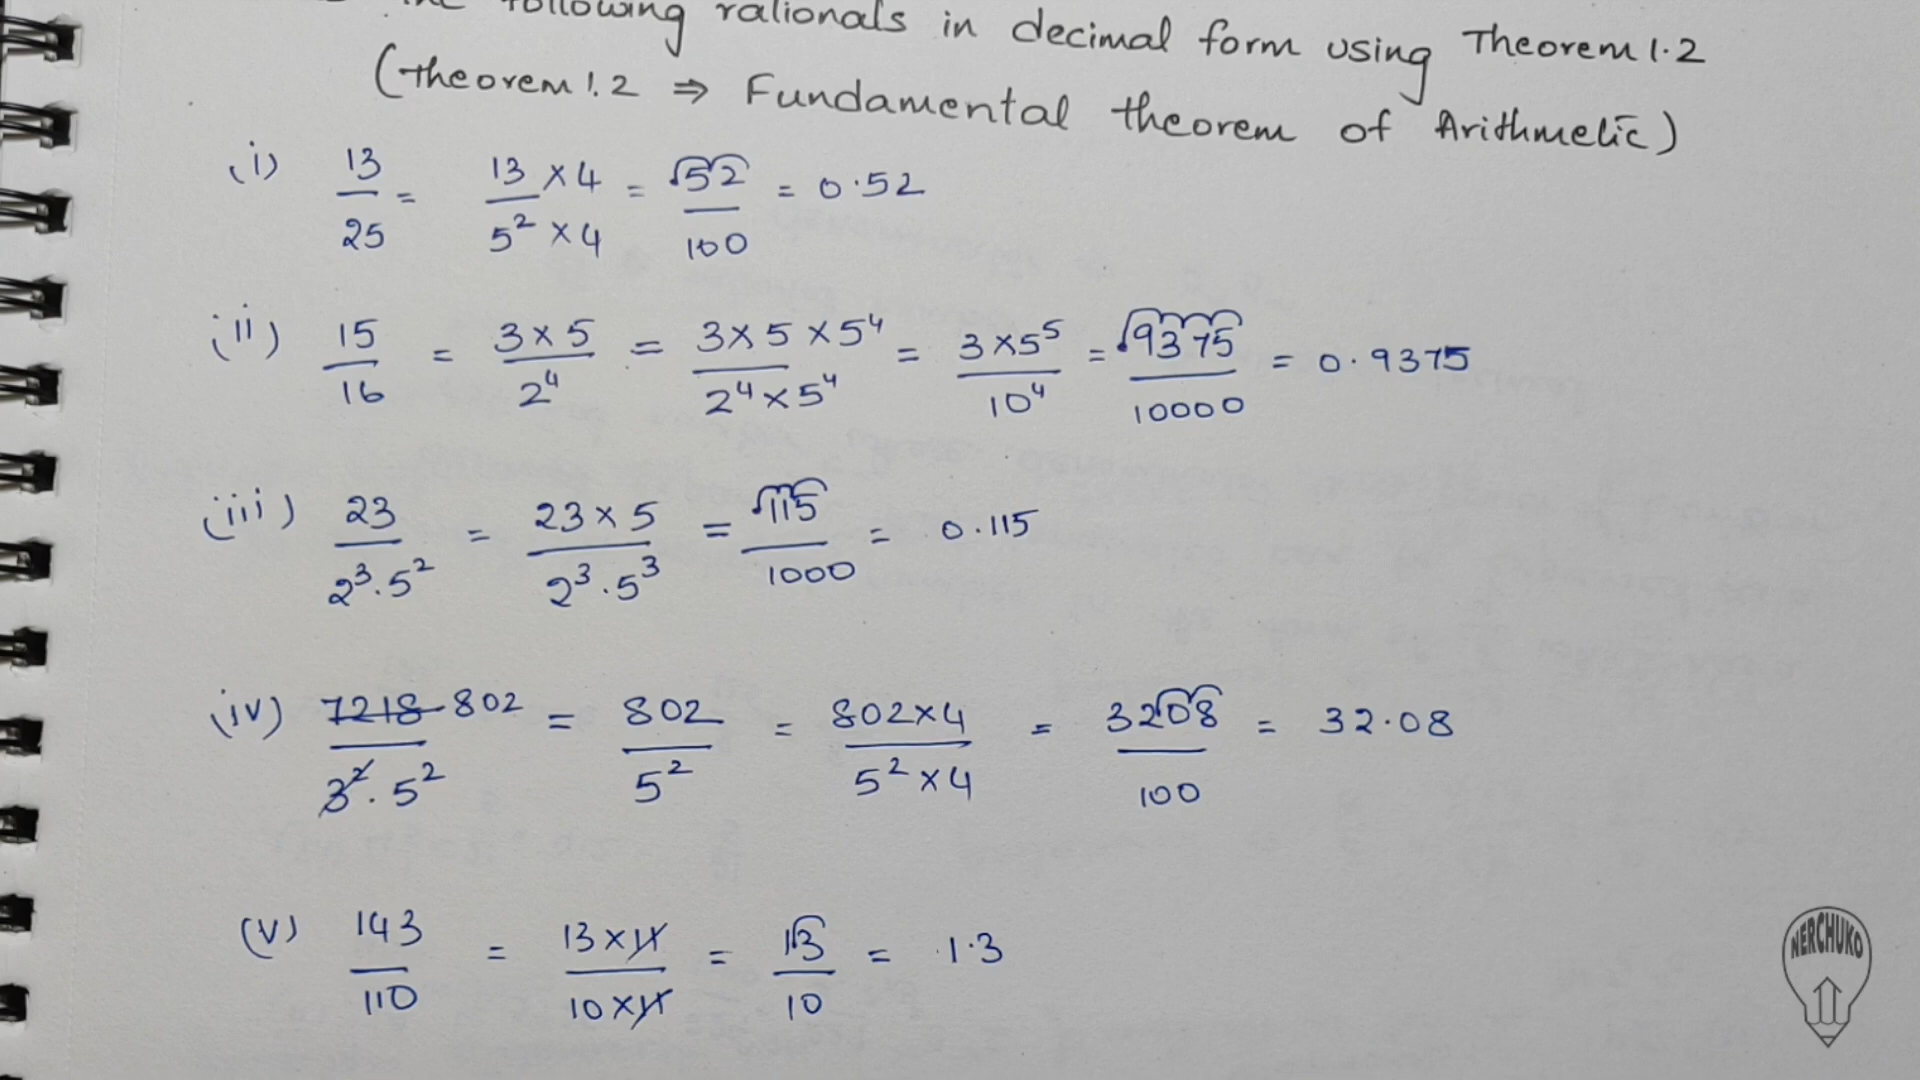 the following rationals in decimal form using Theorem 1.2
(Theorem 1.2 ⇒ Fundamental theorem of Arithmetic)
(i) 13/25 = 13 × 4/5² × 4 = 52/100 = 0.52
(ii) 15/16 = 3 × 5/2⁴ = 3 × 5 × 5⁴/2⁴ × 5⁴ = 3 × 5⁵/10⁴ = 9375/10000 = 0.9375
(iii) 23/2³.5² = 23 × 5/2³.5³ = 115/1000 = 0.115
(iv) 7218 802/3².5² = 802/5² = 802 × 4/5² × 4 = 3208/100 = 32.08
(v) 143/110 = 13 × 11/10 × 11 = 13/10 = 1.3
NERCHUKO